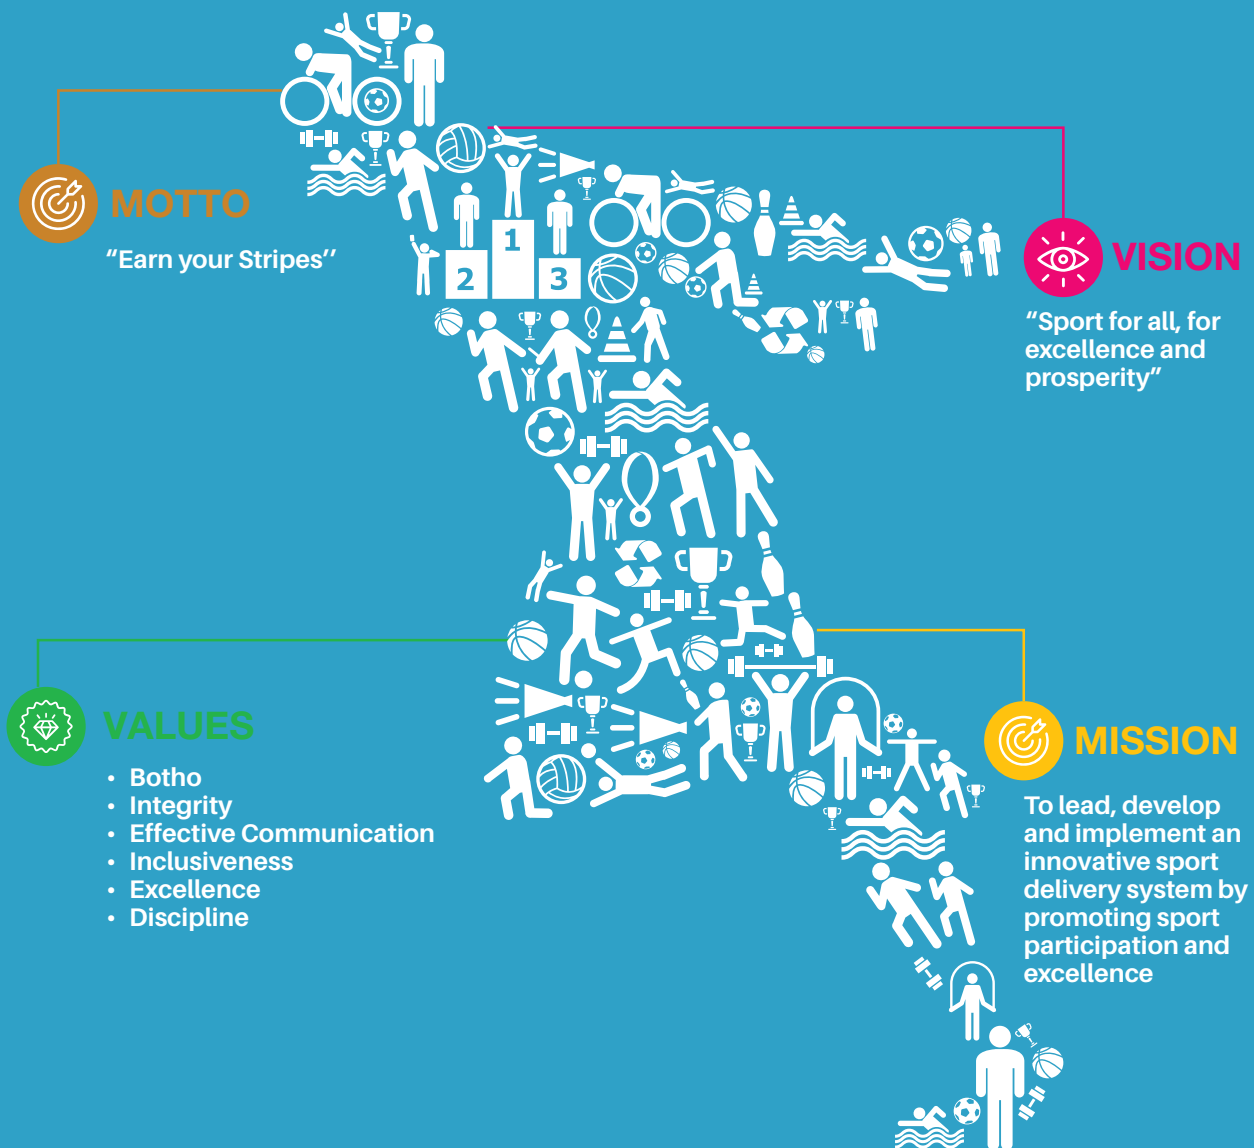 MOTTO
“Earn your Stripes’’
VISION
“Sport for all, for
excellence and
prosperity”
1
2
3
VALUES
• Botho
• Integrity
• Effective Communication
• Inclusiveness
• Excellence
• Discipline
MISSION
To lead, develop
and implement an
innovative sport
delivery system by
promoting sport
participation and
excellence